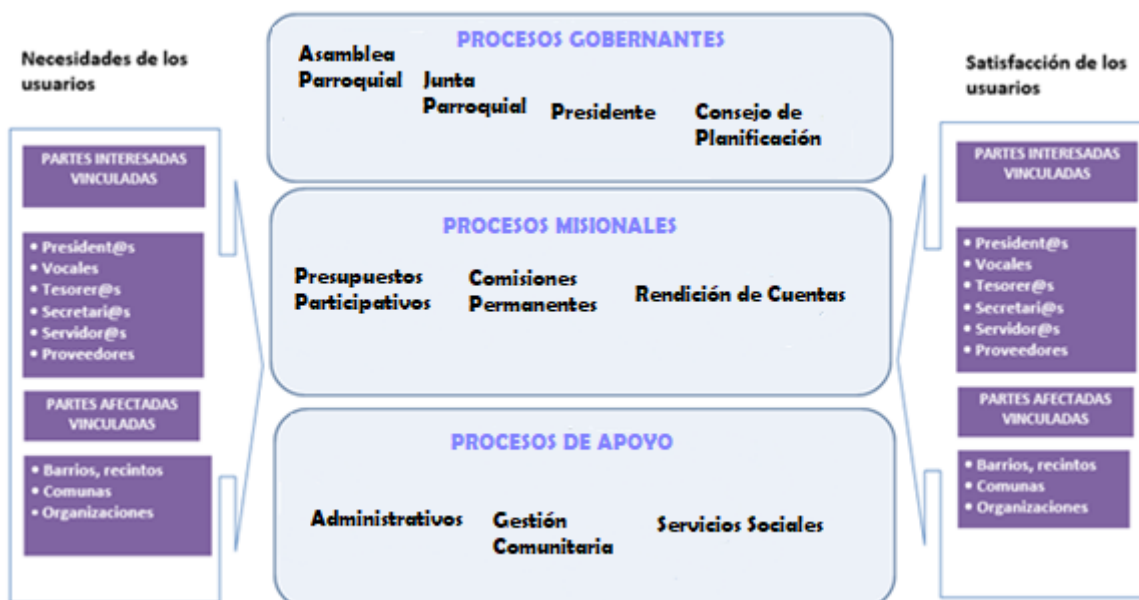 Necesidades de los
usuarios
PARTES INTERESADAS
VINCULADAS
• President@s
• Vocales
• Tesorer@s
• Secretari@s
• Servidor@s
• Proveedores
PARTES AFECTADAS
VINCULADAS
• Barrios, recintos
• Comunas
• Organizaciones
PROCESOS GOBERNANTES
Asamblea
Parroquial
Junta
Parroquial
Presidente
Consejo de
Planificación
PROCESOS MISIONALES
Presupuestos
Participativos
Comisiones
Permanentes
Rendición de Cuentas
PROCESOS DE APOYO
Administrativos
Gestión
Comunitaria
Servicios Sociales
Satisfacción de los
usuarios
PARTES INTERESADAS
VINCULADAS
• President@s
• Vocales
• Tesorer@s
• Secretari@s
• Servidor@s
• Proveedores
PARTES AFECTADAS
VINCULADAS
• Barrios, recintos
• Comunas
• Organizaciones